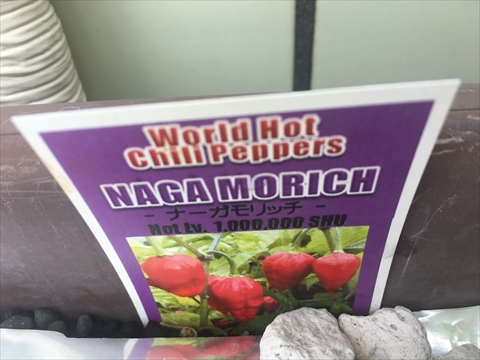 World Hot
Chili Peppers
NAGA MORICH
- ナーガモリッチ -
Hot Lv. 1,000,000 SHU